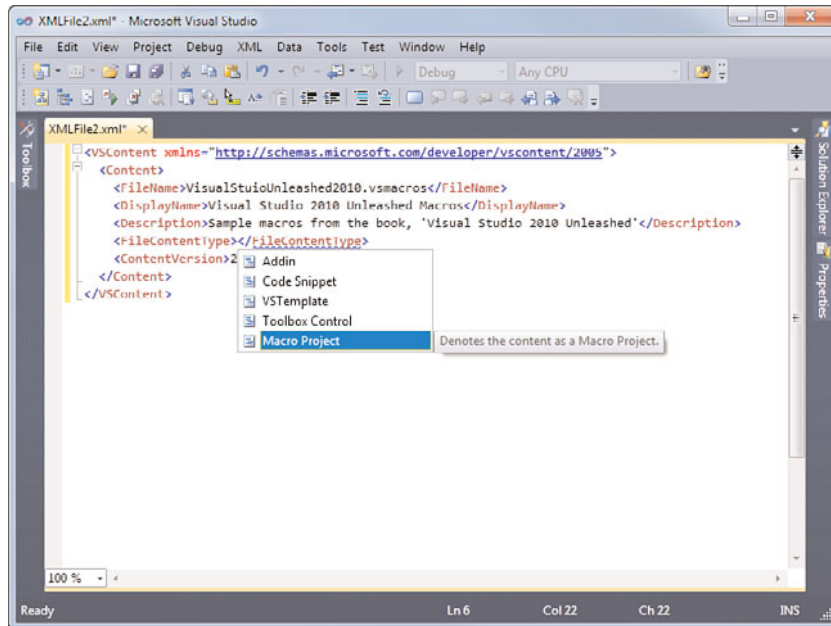 XMLFile2.xml* - Microsoft Visual Studio
File Edit View Project Debug XML Data Tools Test Window Help
Debug Any CPU
XMLFile2.xml*
Toolbox
Solution Explorer
Properties
<VSContent xmlns="http://schemas.microsoft.com/developer/vscontent/2005">
<Content>
<FileName>VisualStuioUnleashed2010.vsmacros</FileName>
<DisplayName>Visual Studio 2010 Unleashed Macros</DisplayName>
<Description>Sample macros from the book, 'Visual Studio 2010 Unleashed'</Description>
<FileContentType></FileContentType>
<ContentVersion>2
</Content>
</VSContent>
Addin
Code Snippet
VSTemplate
Toolbox Control
Macro Project
Denotes the content as a Macro Project.
100 %
Ready Ln 6 Col 22 Ch 22 INS